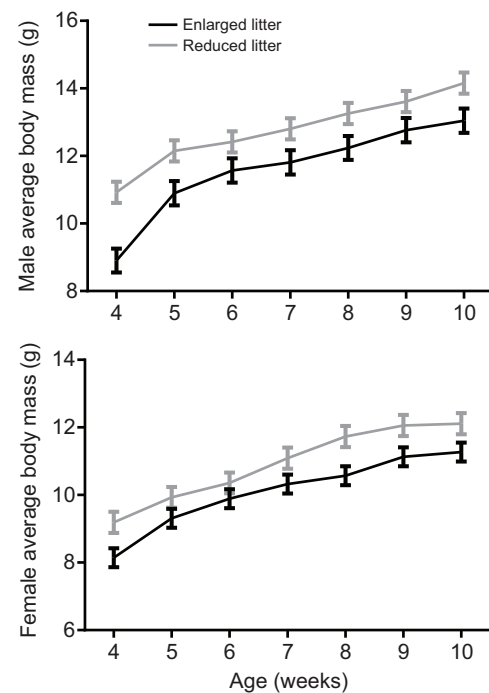 16
Enlarged litter
Reduced litter
14
12
10
8
Male average body mass (g)
4 5 6 7 8 9 10
14
12
10
8
6
Female average body mass (g)
4 5 6 7 8 9 10
Age (weeks)